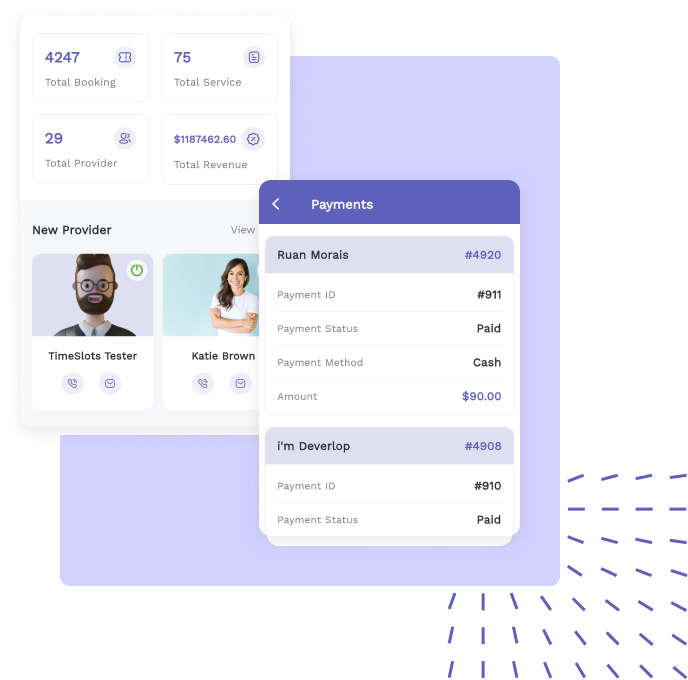 4247
Total Booking
75
Total Service
29
Total Provider
$1187462.60
Total Revenue
New Provider
View
TimeSlots Tester
Katie Brown
Payments
Ruan Morais #4920
Payment ID #911
Payment Status Paid
Payment Method Cash
Amount $90.00
i'm Deverlop #4908
Payment ID #910
Payment Status Paid